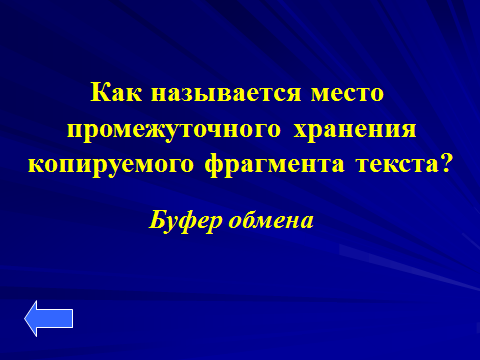 Как называется место
промежуточного хранения
копируемого фрагмента текста?
Буфер обмена